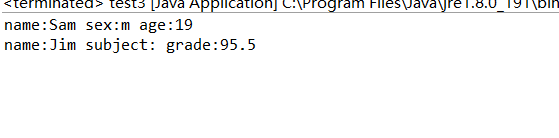 <terminated> test3 [Java Application] C:\Program Files\Java\jre1.8.0_191\bin
name:Sam sex:m age:19
name:Jim subject: grade:95.5